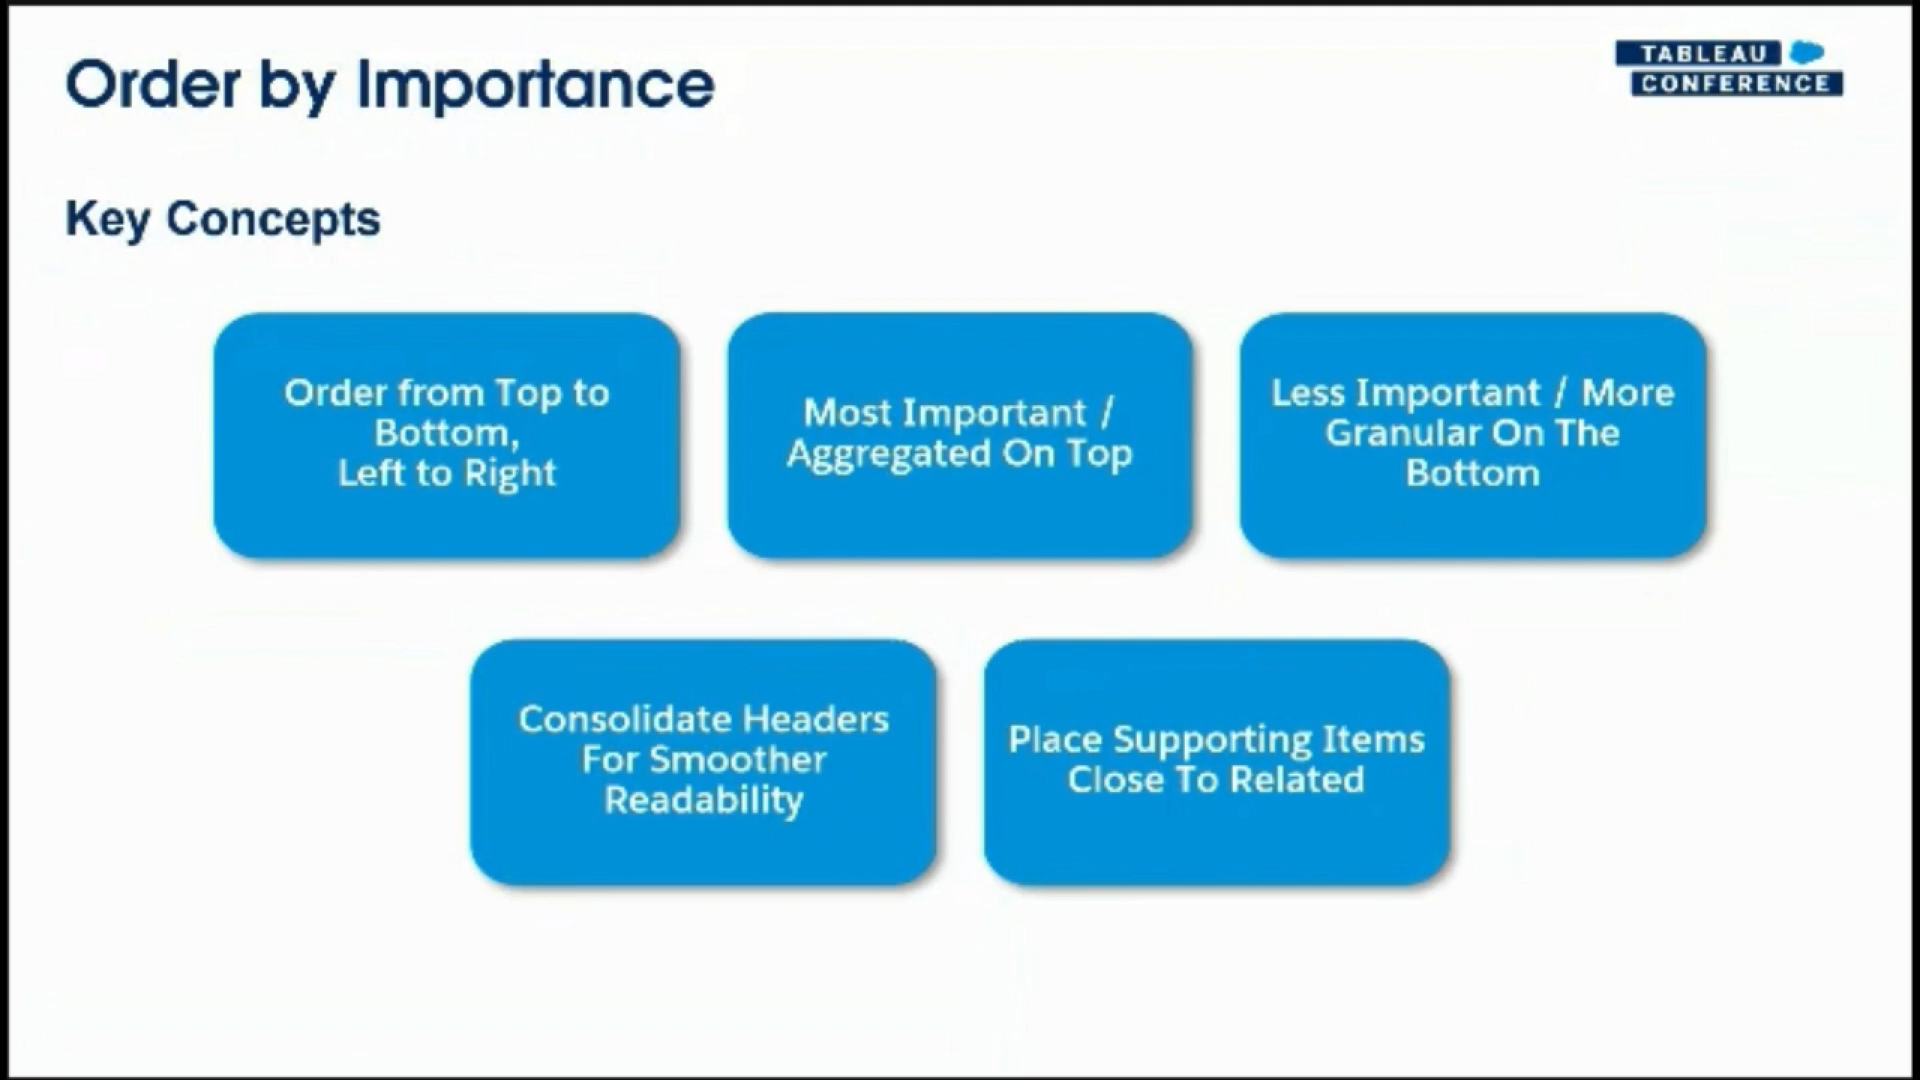 Order by Importance
TABLEAU
CONFERENCE
Key Concepts
Order from Top to
Bottom,
Left to Right
Most Important /
Aggregated On Top
Less Important / More
Granular On The
Bottom
Consolidate Headers
For Smoother
Readability
Place Supporting Items
Close To Related